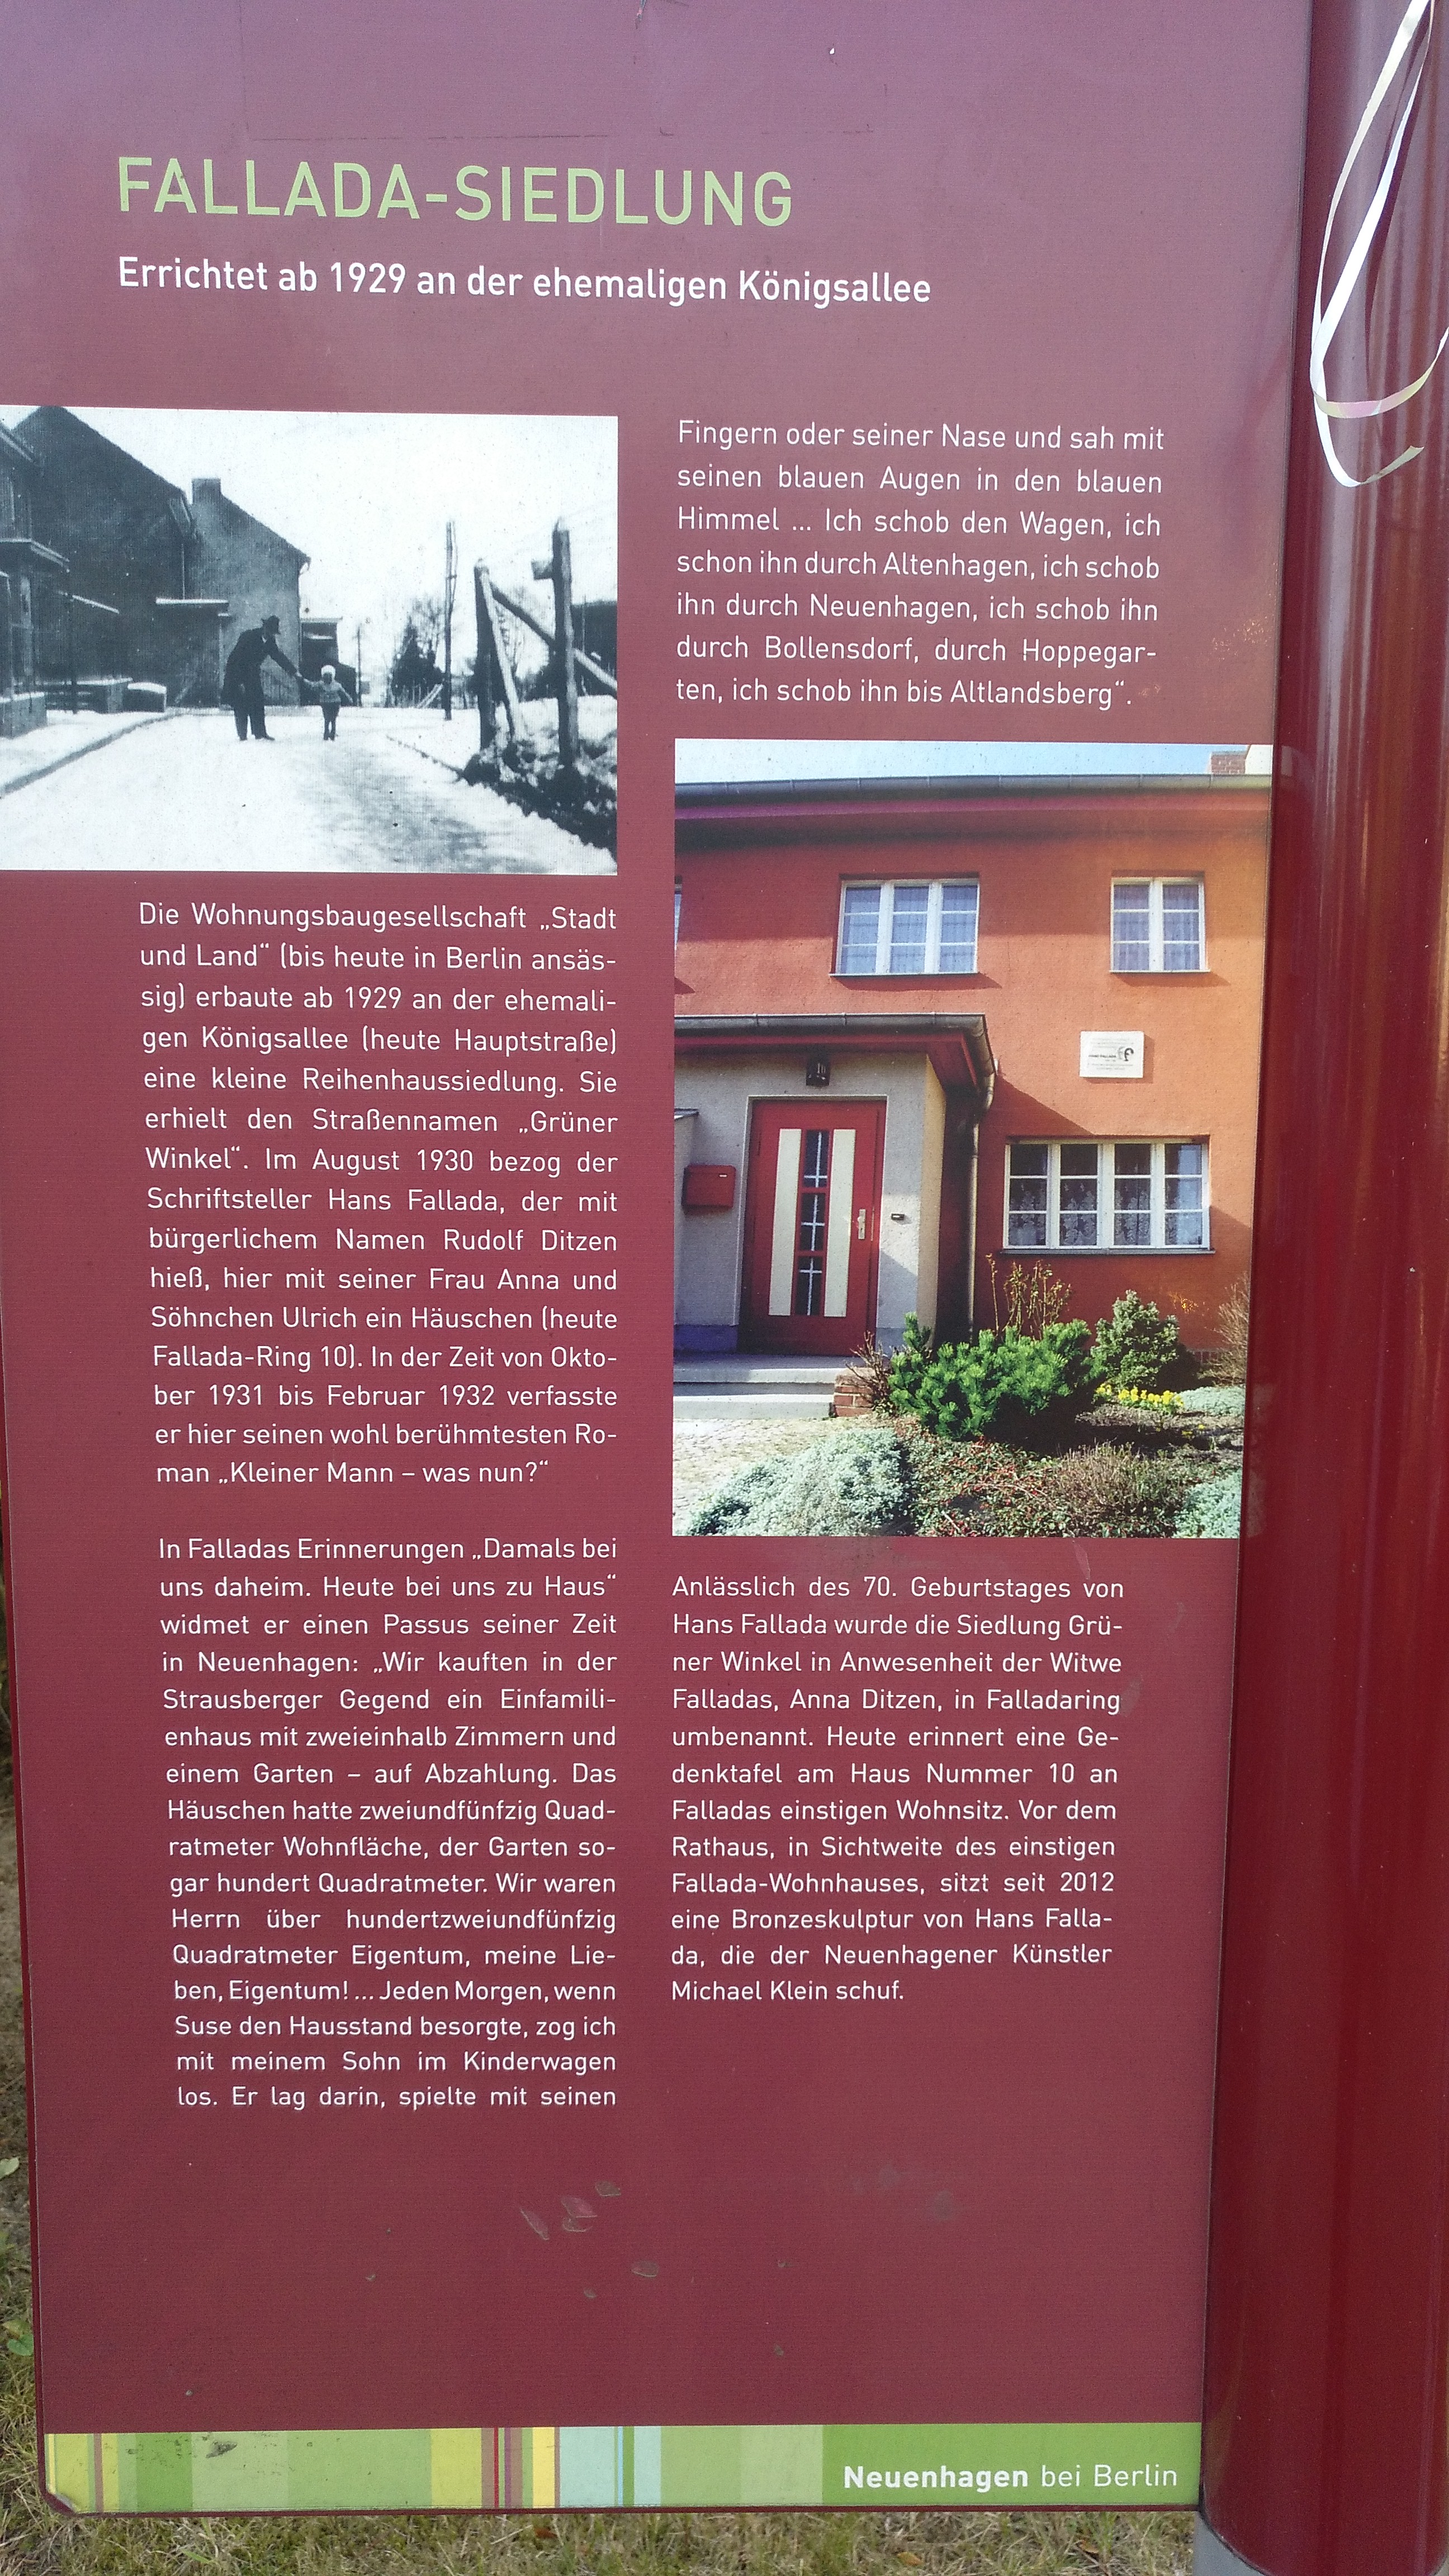 FALLADA-SIEDLUNG
Errichtet ab 1929 an der ehemaligen Königsallee
Die Wohnungsbaugesellschaft „Stadt
und Land“ (bis heute in Berlin ansäs-
sig) erbaute ab 1929 an der ehemali-
gen Königsallee (heute Hauptstraße)
eine kleine Reihenhaussiedlung. Sie
erhielt den Straßennamen „Grüner
Winkel“. Im August 1930 bezog der
Schriftsteller Hans Fallada, der mit
bürgerlichem Namen Rudolf Ditzen
hieß, hier mit seiner Frau Anna und
Söhnchen Ulrich ein Häuschen (heute
Fallada-Ring 10). In der Zeit von Okto-
ber 1931 bis Februar 1932 verfasste
er hier seinen wohl berühmtesten Ro-
man „Kleiner Mann – was nun?“
In Falladas Erinnerungen „Damals bei
uns daheim. Heute bei uns zu Haus“
widmet er einen Passus seiner Zeit
in Neuenhagen: „Wir kauften in der
Strausberger Gegend ein Einfamili-
enhaus mit zweieinhalb Zimmern und
einem Garten – auf Abzahlung. Das
Häuschen hatte zweiundfünfzig Quad-
ratmeter Wohnfläche, der Garten so-
gar hundert Quadratmeter. Wir waren
Herrn über hundertzweiundfünfzig
Quadratmeter Eigentum, meine Lie-
ben, Eigentum! ... Jeden Morgen, wenn
Suse den Hausstand besorgte, zog ich
mit meinem Sohn im Kinderwagen
los. Er lag darin, spielte mit seinen
Fingern oder seiner Nase und sah mit
seinen blauen Augen in den blauen
Himmel ... Ich schob den Wagen, ich
schon ihn durch Altenhagen, ich schob
ihn durch Neuenhagen, ich schob ihn
durch Bollensdorf, durch Hoppegar-
ten, ich schob ihn bis Altlandsberg“.
Anlässlich des 70. Geburtstages von
Hans Fallada wurde die Siedlung Grü-
ner Winkel in Anwesenheit der Witwe
Falladas, Anna Ditzen, in Falladaring
umbenannt. Heute erinnert eine Ge-
denktafel am Haus Nummer 10 an
Falladas einstigen Wohnsitz. Vor dem
Rathaus, in Sichtweite des einstigen
Fallada-Wohnhauses, sitzt seit 2012
eine Bronzeskulptur von Hans Falla-
da, die der Neuenhagener Künstler
Michael Klein schuf.
Neuenhagen bei Berlin